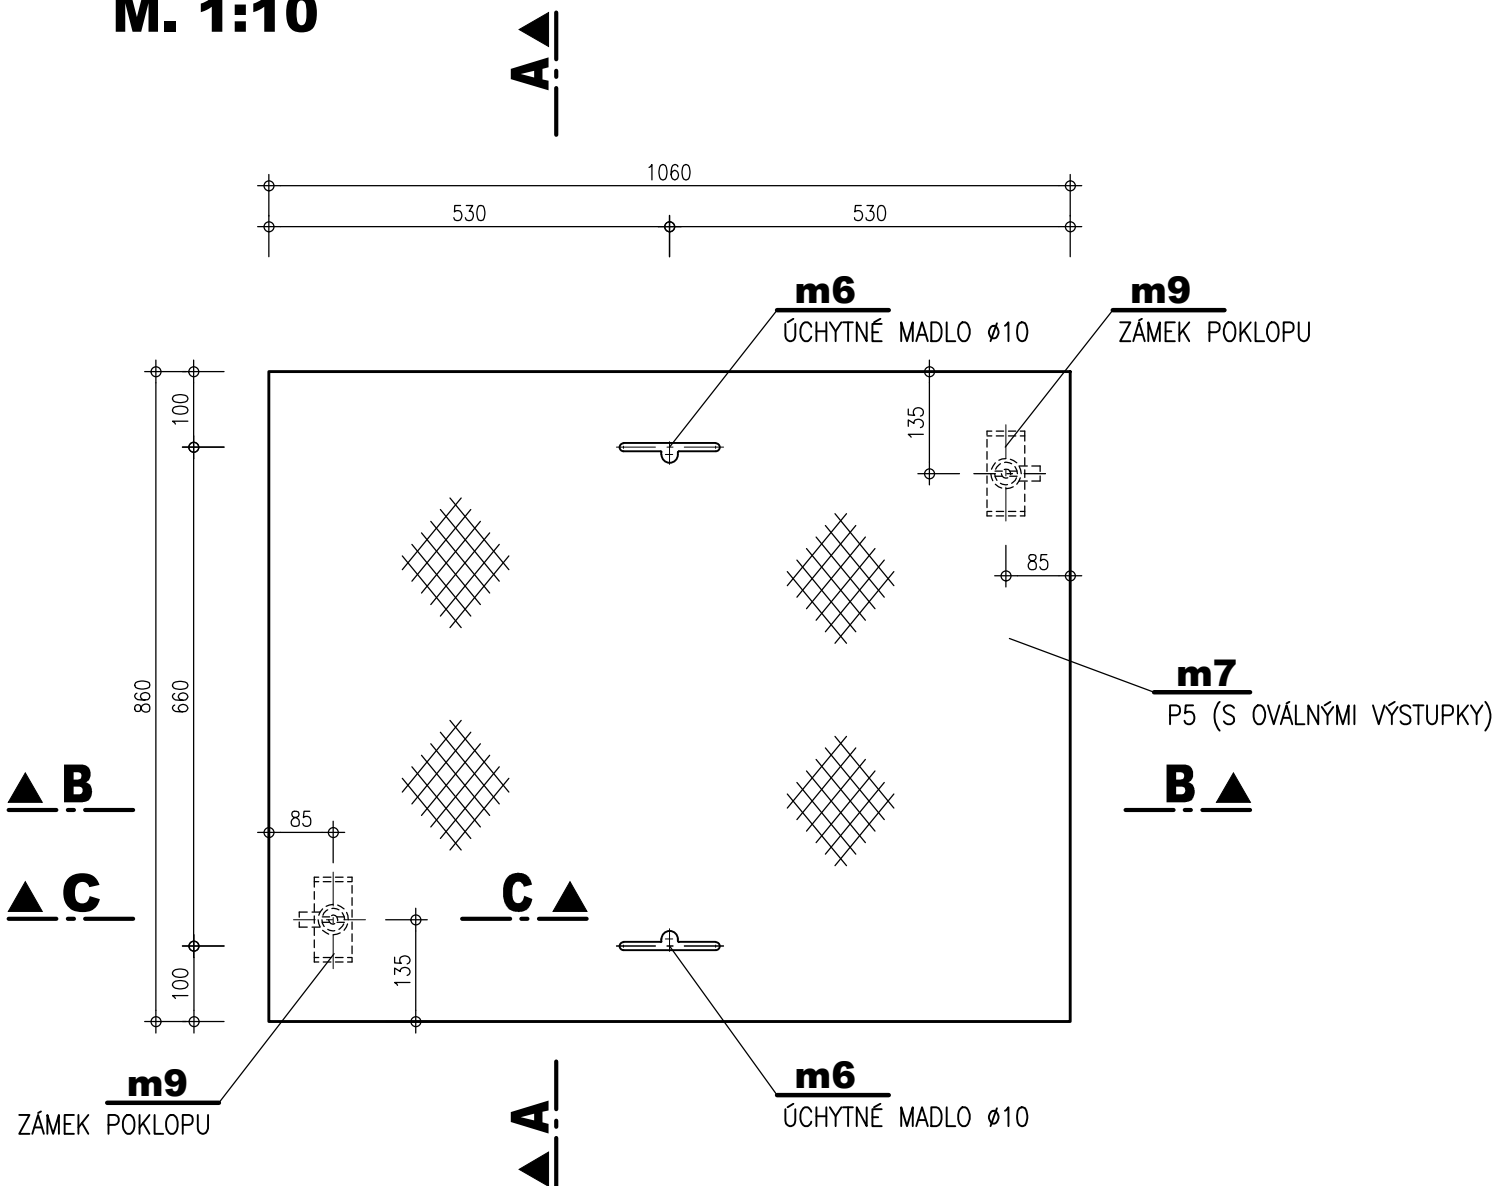 M. 1:10
A
1060
530
530
m6
ÚCHYTNÉ MADLO ø10
m9
ZÁMEK POKLOPU
100
135
85
860
660
m7
P5 (S OVÁLNÝMI VÝSTUPKY)
B
B
85
C
C
100
135
m9
ZÁMEK POKLOPU
m6
ÚCHYTNÉ MADLO ø10
A